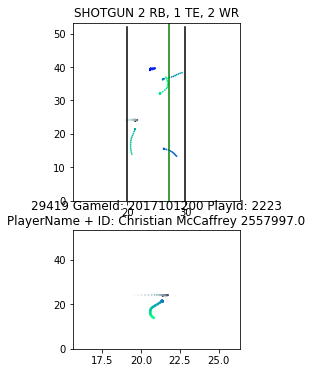 SHOTGUN 2 RB, 1 TE, 2 WR
50
40
30
20
10
0
20 30
29419 GameId: 2017101200 PlayId: 2223
PlayerName + ID: Christian McCaffrey 2557997.0
40
20
0
17.5 20.0 22.5 25.0